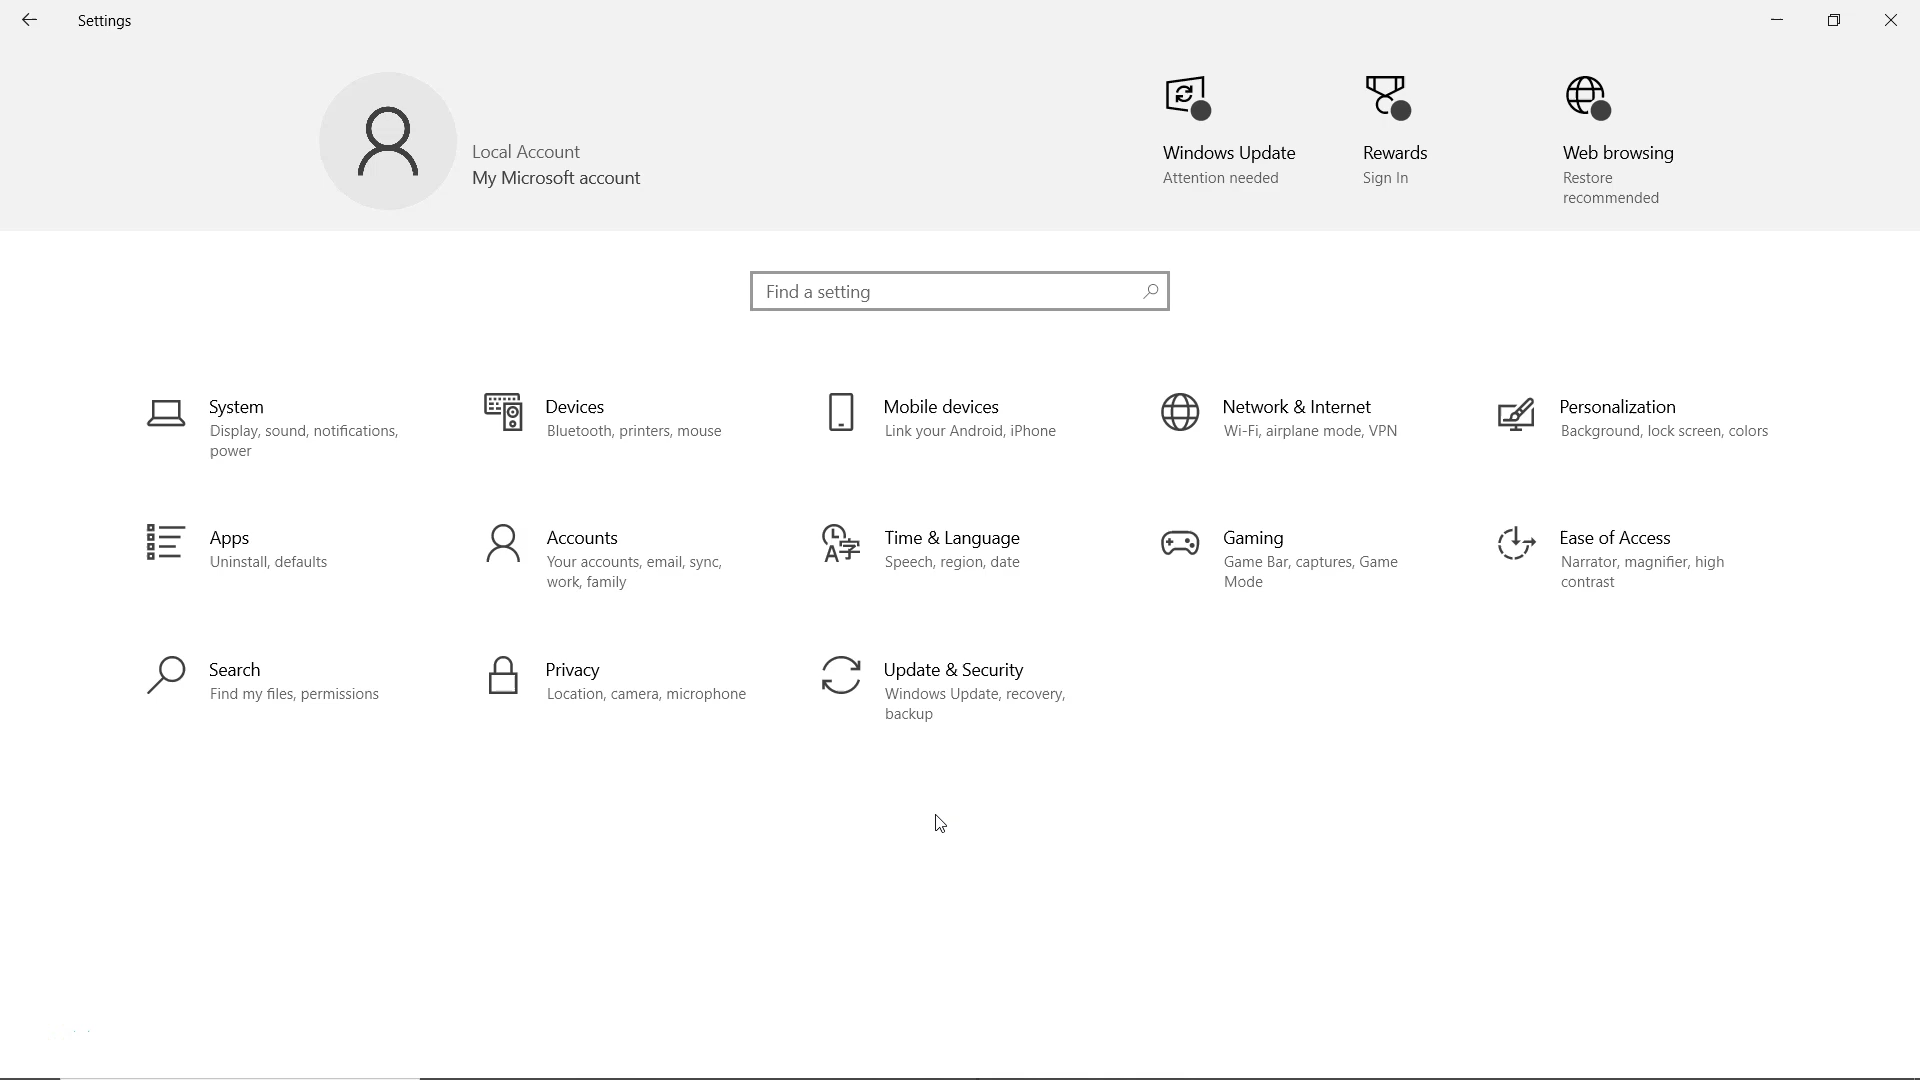 Settings
Local Account
My Microsoft account
Windows Update
Attention needed
Rewards
Sign In
Web browsing
Restore
recommended
Find a setting
System
Display, sound, notifications,
power
Devices
Bluetooth, printers, mouse
Mobile devices
Link your Android, iPhone
Network & Internet
Wi-Fi, airplane mode, VPN
Personalization
Background, lock screen, colors
Apps
Uninstall, defaults
Accounts
Your accounts, email, sync,
work, family
Time & Language
Speech, region, date
Gaming
Game Bar, captures, Game
Mode
Ease of Access
Narrator, magnifier, high
contrast
Search
Find my files, permissions
Privacy
Location, camera, microphone
Update & Security
Windows Update, recovery,
backup